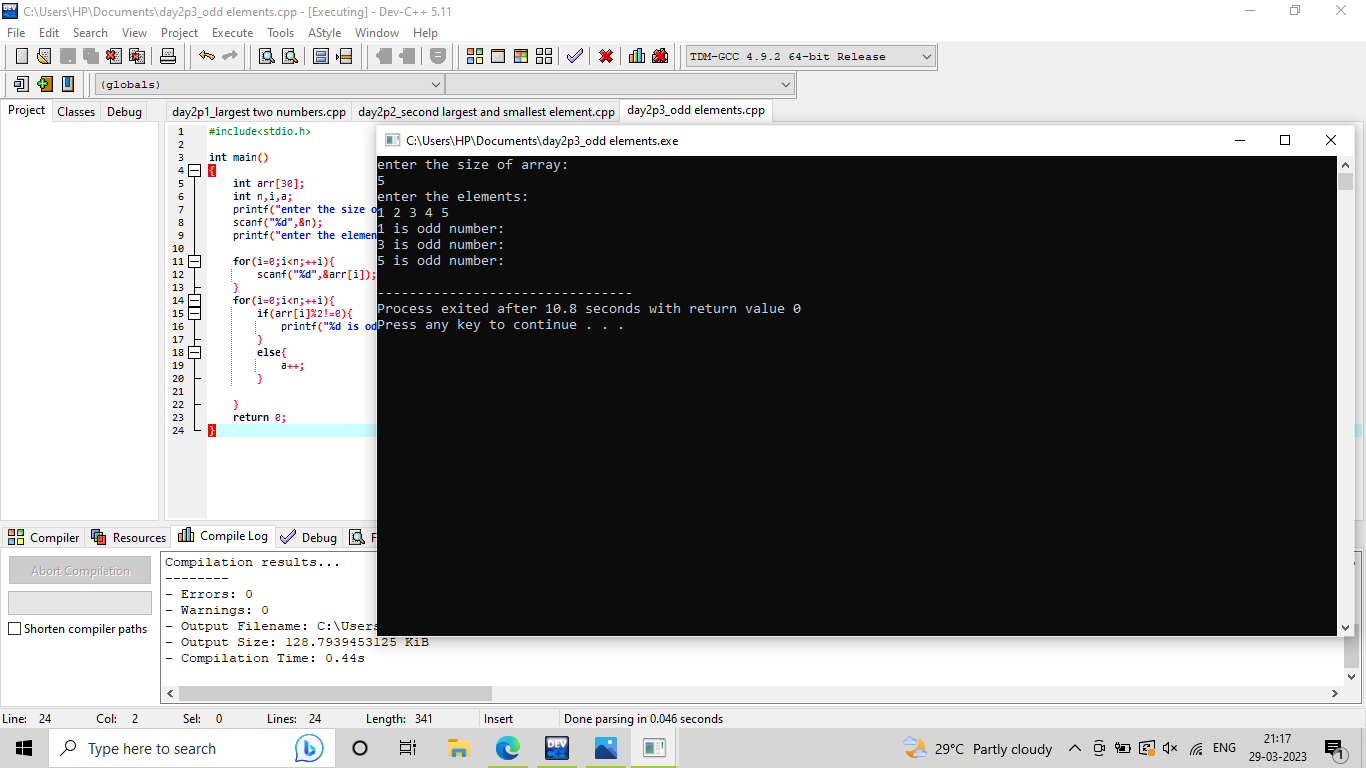 C:\Users\HP\Documents\day2p3_odd elements.cpp - [Executing] - Dev-C++ 5.11
File Edit Search View Project Execute Tools AStyle Window Help
TDM-GCC 4.9.2 64-bit Release
(globals)
Project Classes Debug
day2p1_largest two numbers.cpp day2p2_second largest and smallest element.cpp day2p3_odd elements.cpp
1 #include<stdio.h>
2
3 int main()
4 {
5 int arr[30];
6 int n,i,a;
7 printf("enter the size o
8 scanf("%d",&n);
9 printf("enter the elemen
10
11 for(i=0;i<n;++i){
12 scanf("%d",&arr[i]);
13 }
14 for(i=0;i<n;++i){
15 if(arr[i]%2!=0){
16 printf("%d is od
17 }
18 else{
19 a++;
20 }
21
22 }
23 return 0;
24 }
C:\Users\HP\Documents\day2p3_odd elements.exe
enter the size of array:
5
enter the elements:
1 2 3 4 5
1 is odd number:
3 is odd number:
5 is odd number:
--------------------------------
Process exited after 10.8 seconds with return value 0
Press any key to continue . . .
Compiler Resources Compile Log Debug F
Abort Compilation
Shorten compiler paths
Compilation results...
--------
- Errors: 0
- Warnings: 0
- Output Filename: C:\Users
- Output Size: 128.7939453125 KiB
- Compilation Time: 0.44s
Line: 24 Col: 2 Sel: 0 Lines: 24 Length: 341 Insert Done parsing in 0.046 seconds
Type here to search
DEV
29°C Partly cloudy
ENG
21:17
29-03-2023
1